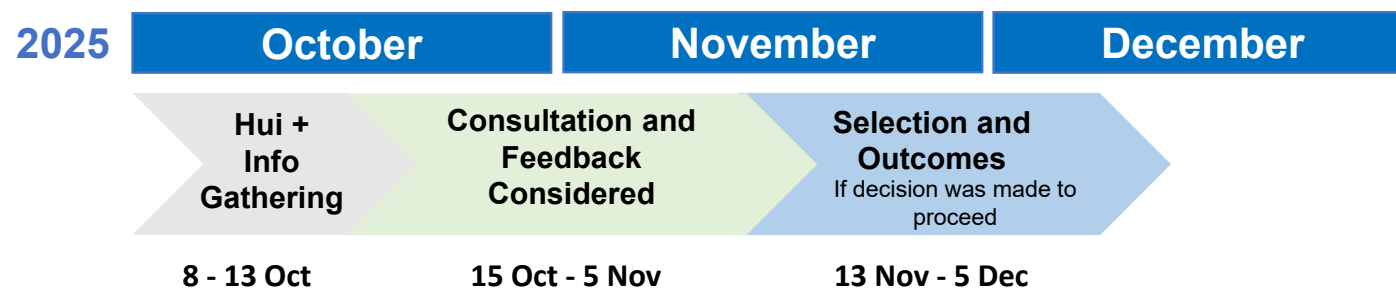 2025 October November December
Hui +
Info
Gathering
Consultation and
Feedback
Considered
Selection and
Outcomes
If decision was made to
proceed
8 - 13 Oct 15 Oct - 5 Nov 13 Nov - 5 Dec